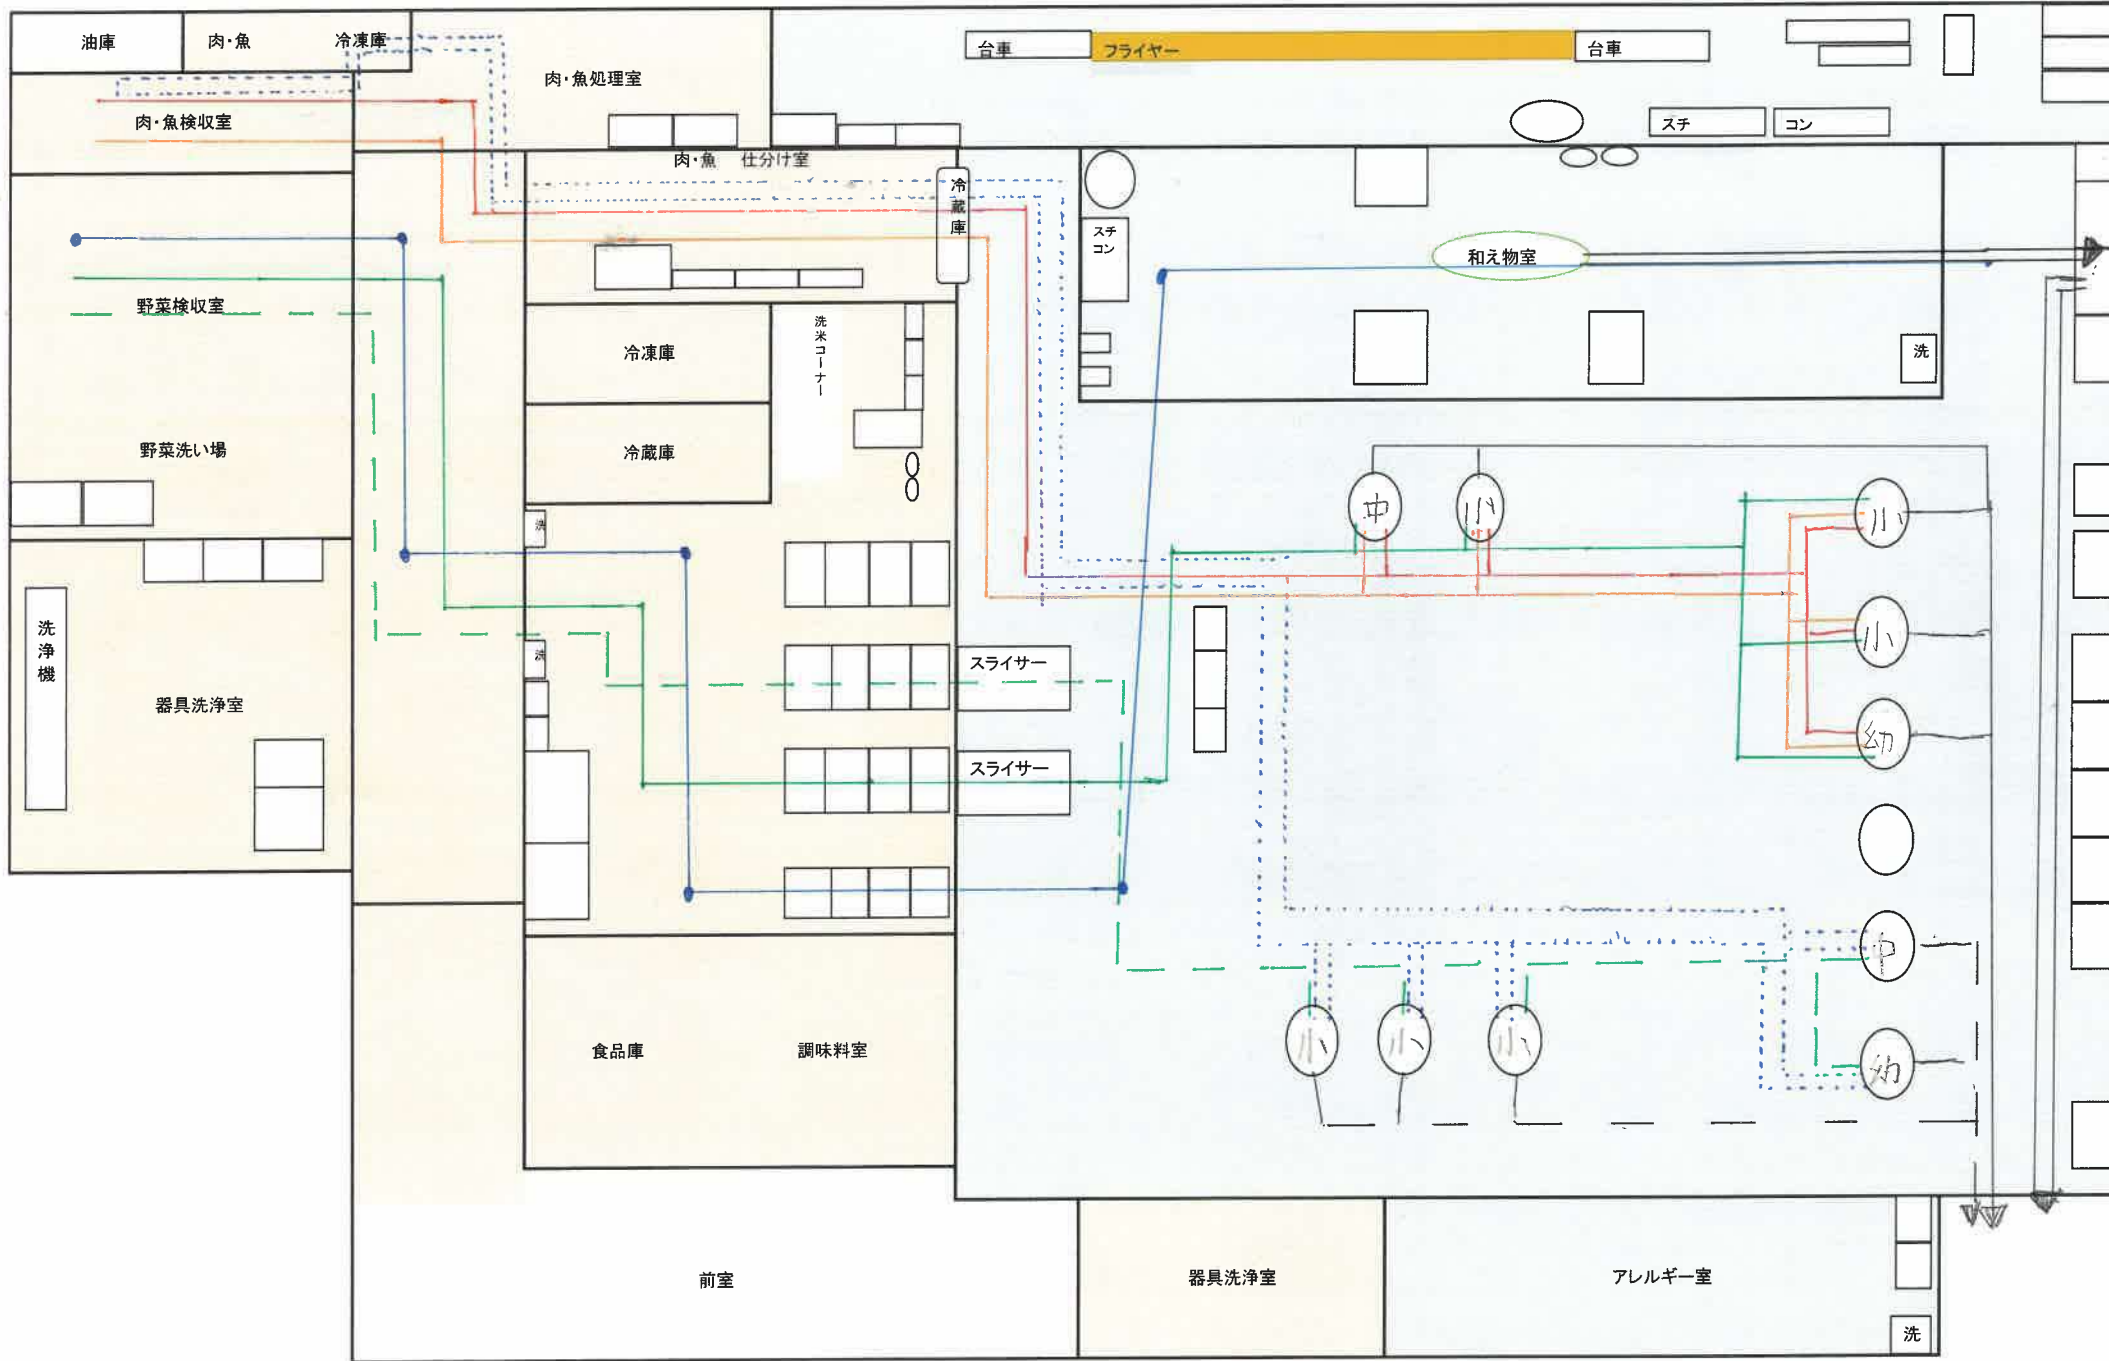 油庫
肉・魚
冷凍庫
肉・魚処理室
台車
フライヤー
台車
スチ
コン
肉・魚検収室
肉・魚 仕分け室
冷蔵庫
スチコン
和え物室
野菜検収室
冷凍庫
洗米コーナー
洗
野菜洗い場
冷蔵庫
中
小
小
洗
洗浄機
小
洗
スライサー
器具洗浄室
幼
スライサー
中
食品庫
調味料室
小
小
小
幼
前室
器具洗浄室
アレルギー室
洗